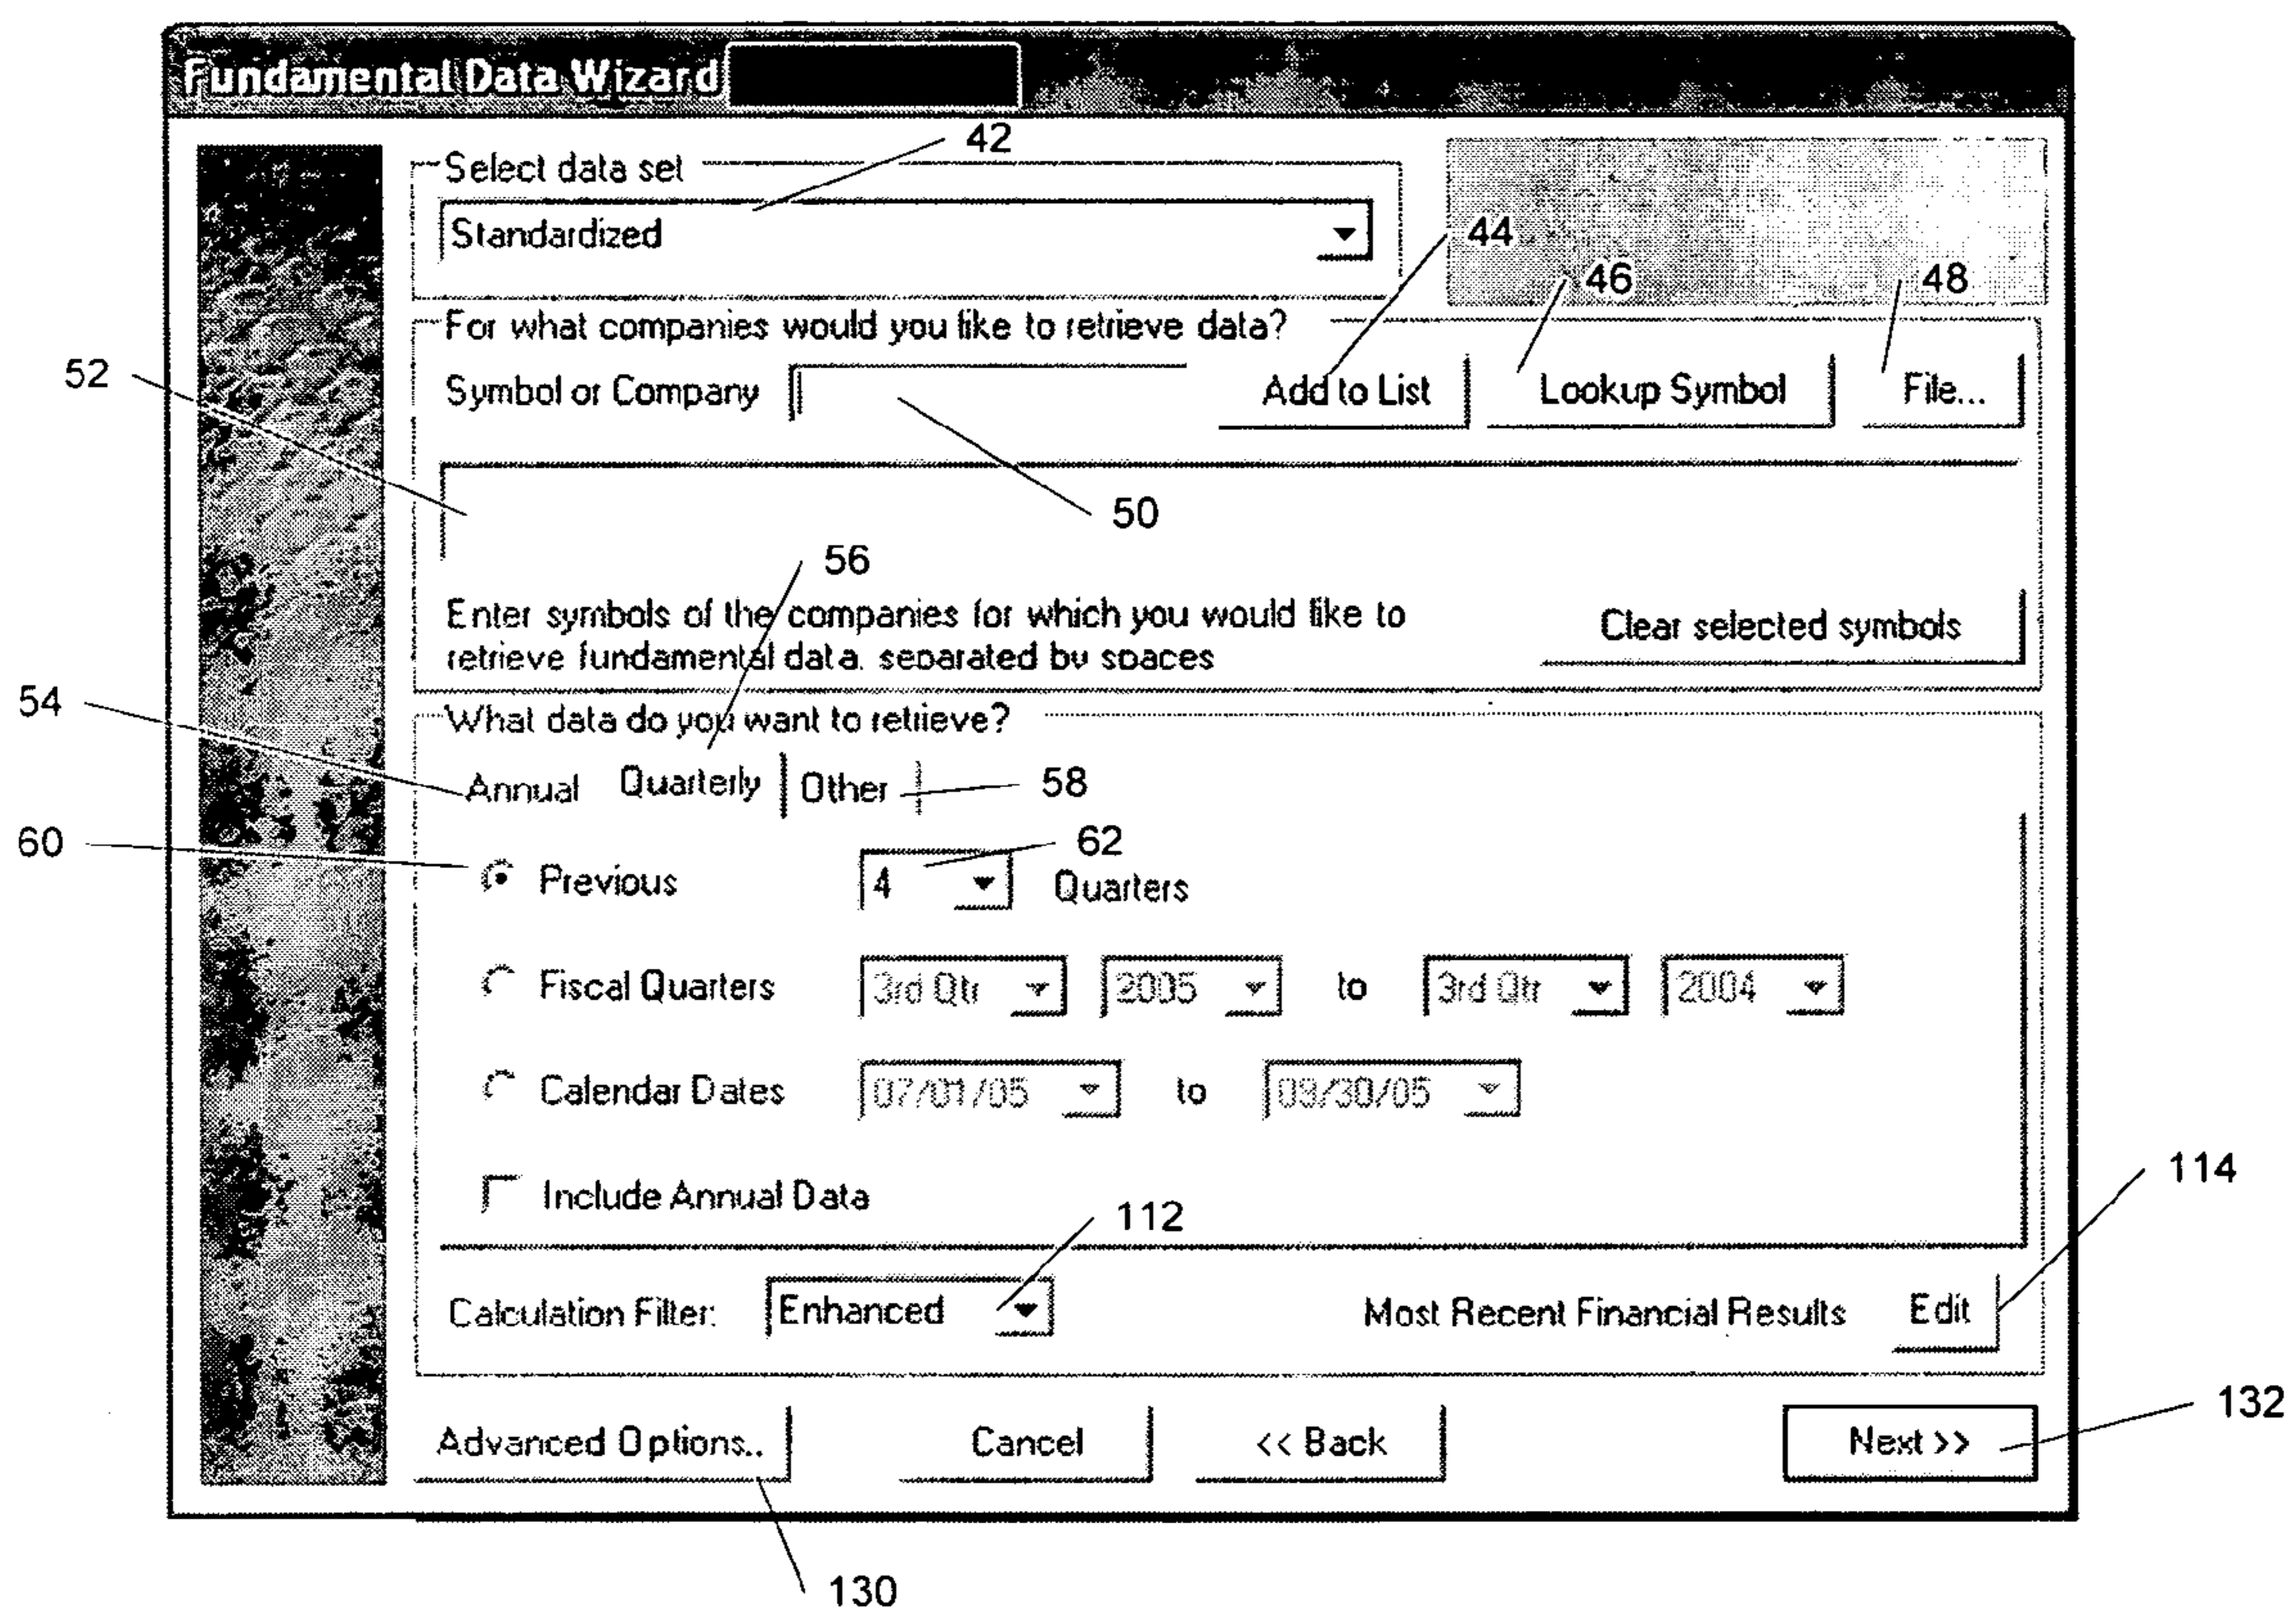 Fundamental Data Wizard
42
Select data set
Standardized
44
46
48
For what companies would you like to retrieve data?
52
Symbol or Company
Add to List
Lookup Symbol
File...
50
56
Enter symbols of the companies for which you would like to
retrieve fundamental data, separated by spaces
Clear selected symbols
54
What data do you want to retrieve?
Annual Quarterly Other
58
60
62
Previous 4 Quarters
Fiscal Quarters 3rd Qtr 2005 to 3rd Qtr 2004
Calendar Dates 07/01/05 to 09/30/05
114
Include Annual Data
112
Calculation Filter: Enhanced
Most Recent Financial Results Edit
132
Advanced Options.. Cancel << Back Next >>
130